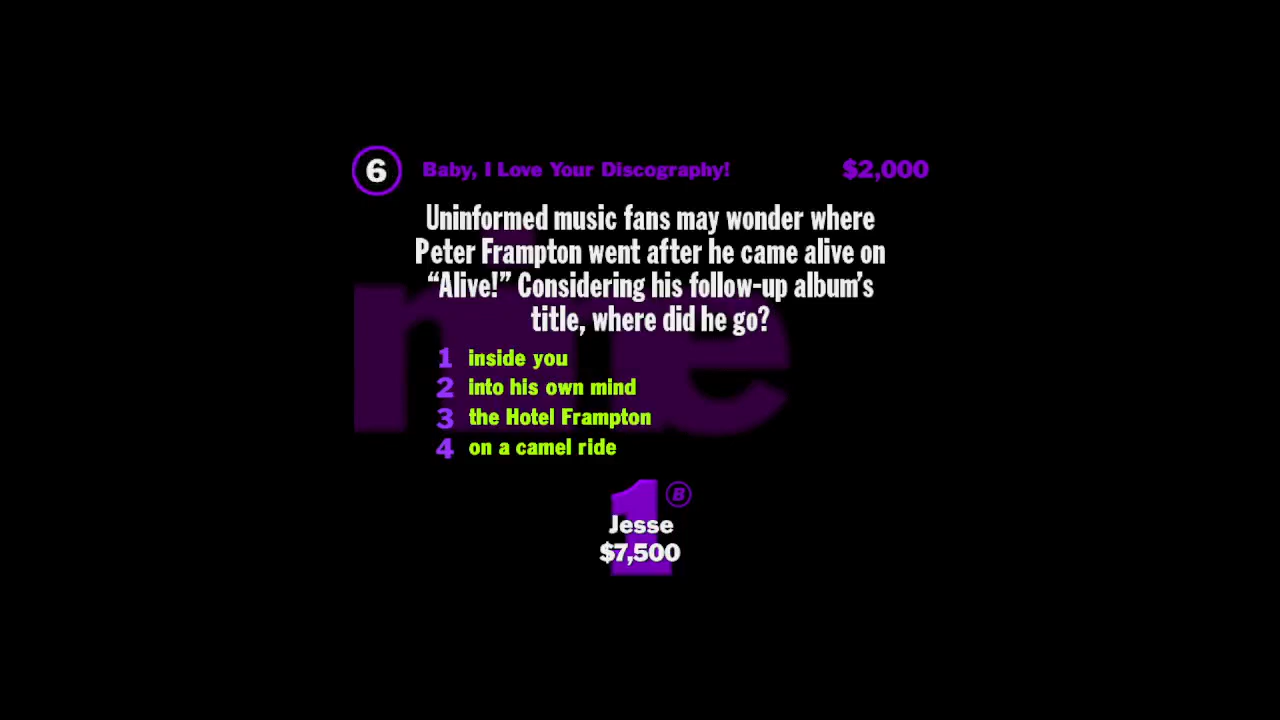 6 Baby, I Love Your Discography! $2,000
Uninformed music fans may wonder where
Peter Frampton went after he came alive on
“Alive!” Considering his follow-up album’s
title, where did he go?
1 inside you
2 into his own mind
3 the Hotel Frampton
4 on a camel ride
1 B
Jesse
$7,500